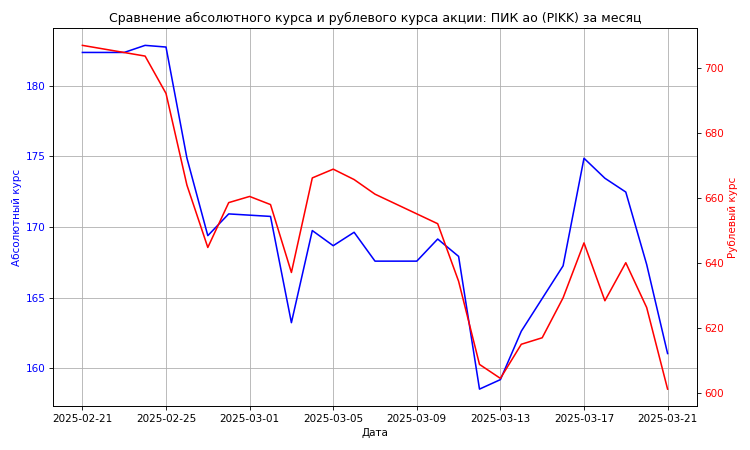 Сравнение абсолютного курса и рублевого курса акции: ПИК ао (PIKK) за месяц
Абсолютный курс
180
175
170
165
160
700
680
660
640
620
600
Рублевый курс
2025-02-21 2025-02-25 2025-03-01 2025-03-05 2025-03-09 2025-03-13 2025-03-17 2025-03-21
Дата